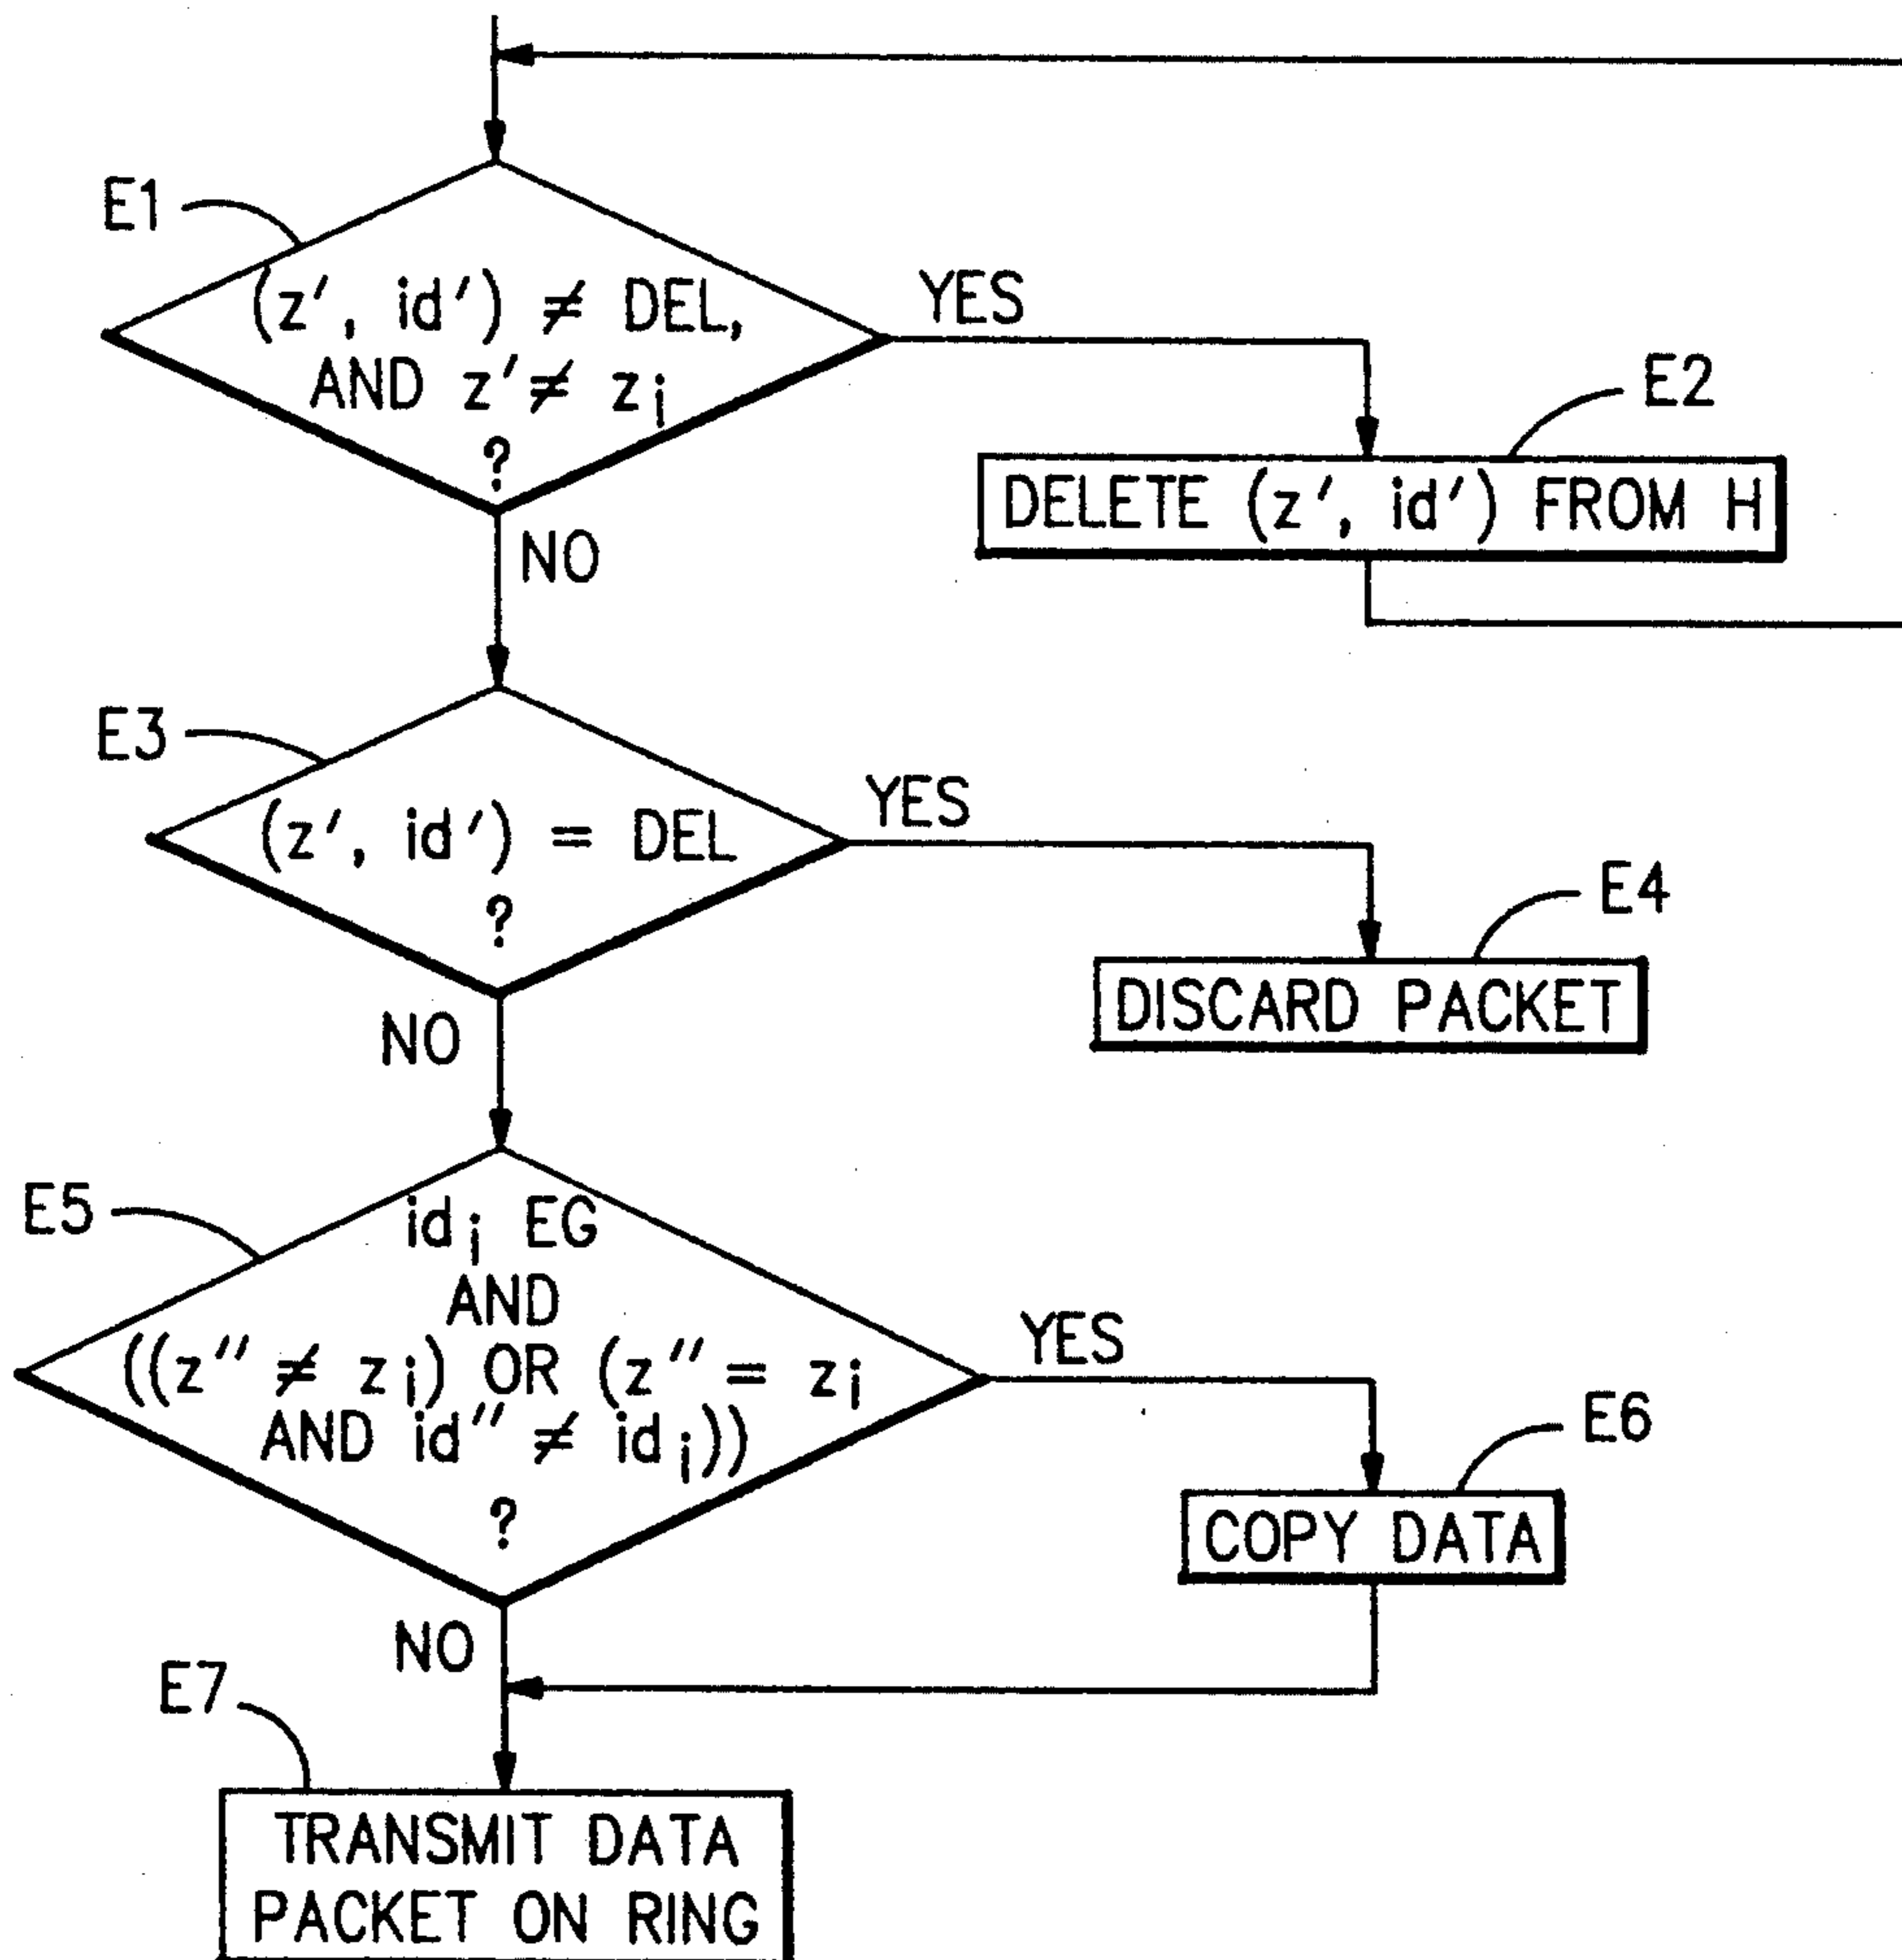 E1
(z', id') ≠ DEL,
AND z' ≠ zi
?
YES
E2
DELETE (z', id') FROM H
NO
E3
(z', id') = DEL
?
YES
E4
DISCARD PACKET
NO
E5
idi EG
AND
((z'' ≠ zi) OR (z'' = zi
AND id'' ≠ idi))
?
YES
E6
COPY DATA
NO
E7
TRANSMIT DATA
PACKET ON RING